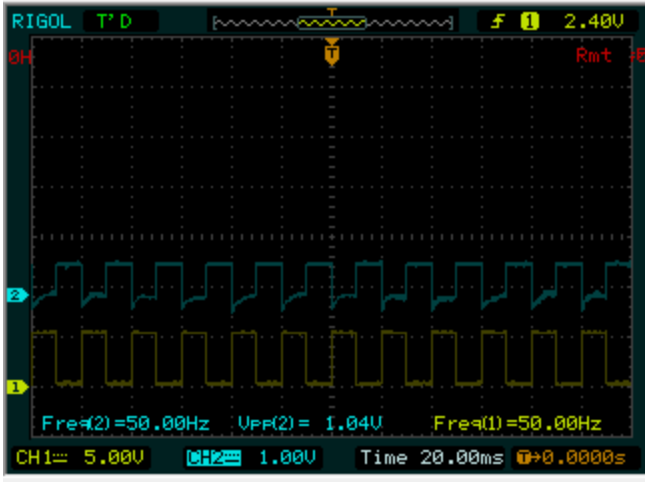 RIGOL T'D T 1 2.40V
0H T Rmt
2
1
Freq(2)=50.00Hz Vpp(2)= 1.04V Freq(1)=50.00Hz
CH1 5.00V CH2 1.00V Time 20.00ms T→0.0000s